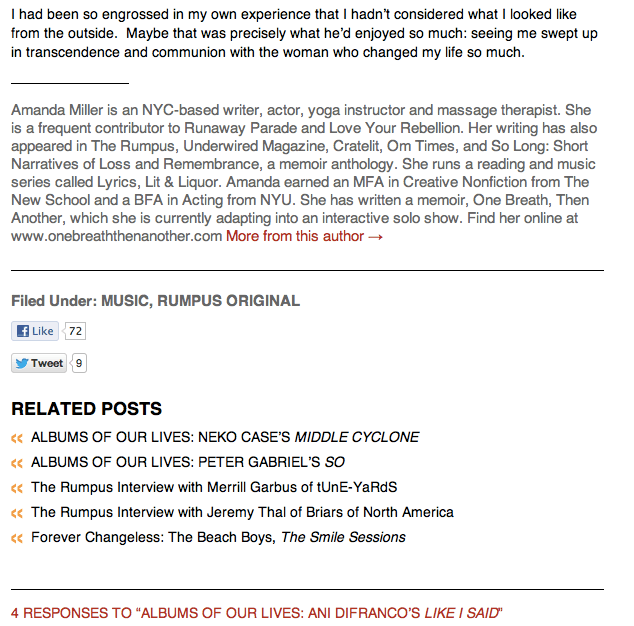 I had been so engrossed in my own experience that I hadn’t considered what I looked like
from the outside.  Maybe that was precisely what he’d enjoyed so much: seeing me swept up
in transcendence and communion with the woman who changed my life so much.
Amanda Miller is an NYC-based writer, actor, yoga instructor and massage therapist. She
is a frequent contributor to Runaway Parade and Love Your Rebellion. Her writing has also
appeared in The Rumpus, Underwired Magazine, Cratelit, Om Times, and So Long: Short
Narratives of Loss and Remembrance, a memoir anthology. She runs a reading and music
series called Lyrics, Lit & Liquor. Amanda earned an MFA in Creative Nonfiction from The
New School and a BFA in Acting from NYU. She has written a memoir, One Breath, Then
Another, which she is currently adapting into an interactive solo show. Find her online at
www.onebreaththenanother.com More from this author →
Filed Under: MUSIC, RUMPUS ORIGINAL
Like 72
Tweet 9
RELATED POSTS
ALBUMS OF OUR LIVES: NEKO CASE’S MIDDLE CYCLONE
ALBUMS OF OUR LIVES: PETER GABRIEL’S SO
The Rumpus Interview with Merrill Garbus of tUnE-YaRdS
The Rumpus Interview with Jeremy Thal of Briars of North America
Forever Changeless: The Beach Boys, The Smile Sessions
4 RESPONSES TO “ALBUMS OF OUR LIVES: ANI DIFRANCO’S LIKE I SAID”